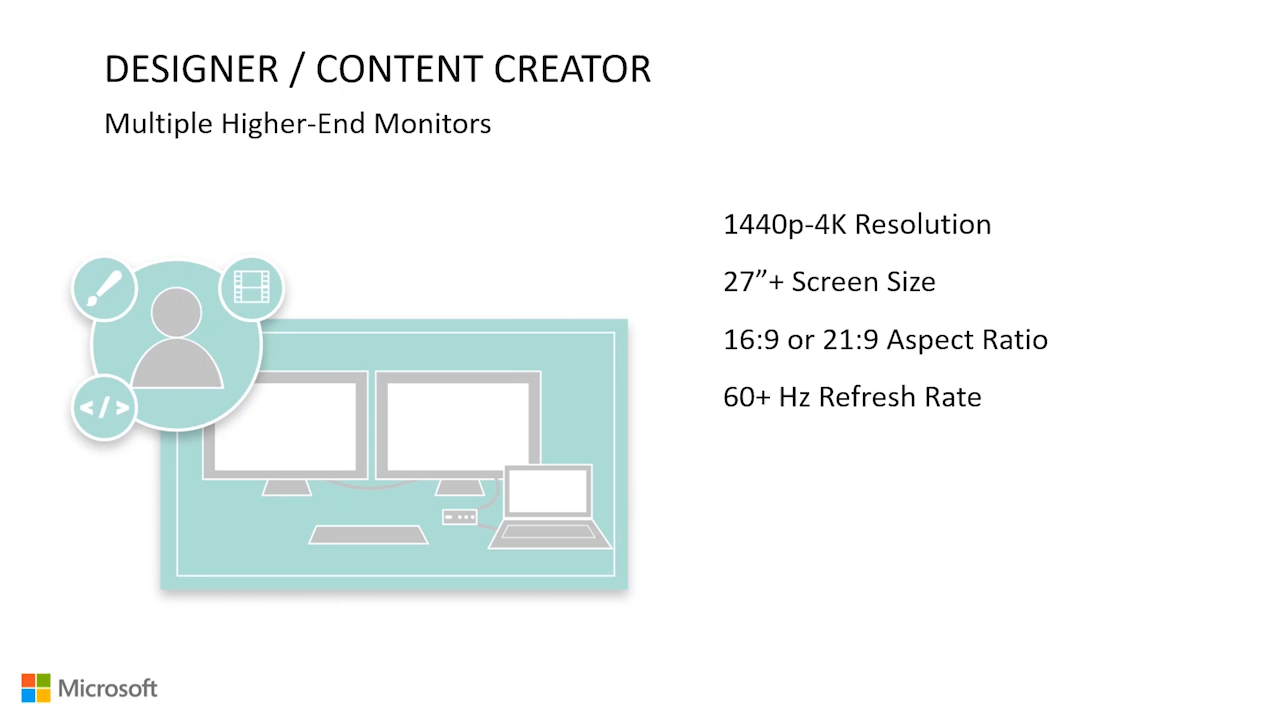 DESIGNER / CONTENT CREATOR
Multiple Higher-End Monitors
1440p-4K Resolution
27”+ Screen Size
16:9 or 21:9 Aspect Ratio
60+ Hz Refresh Rate
</>
Microsoft